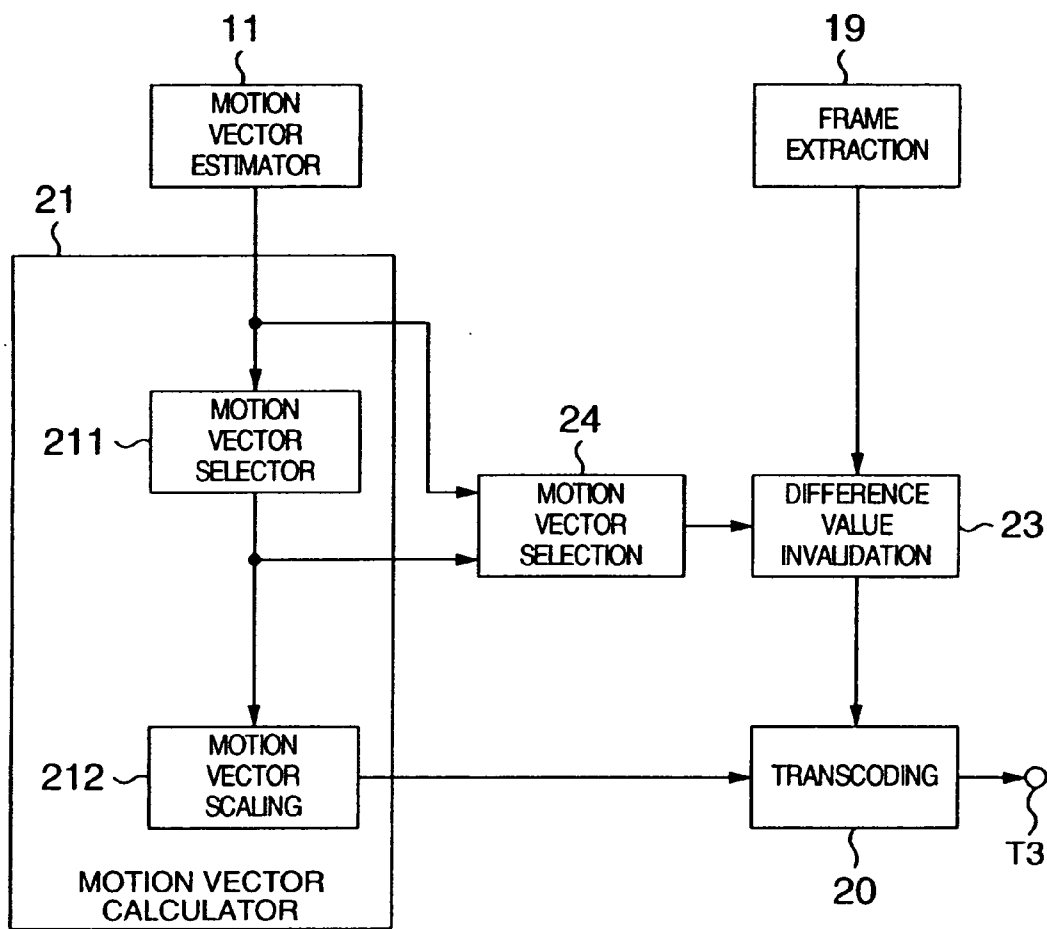 11
19
MOTION
VECTOR
ESTIMATOR
FRAME
EXTRACTION
21
211
MOTION
VECTOR
SELECTOR
24
MOTION
VECTOR
SELECTION
DIFFERENCE
VALUE
INVALIDATION
23
212
MOTION
VECTOR
SCALING
TRANSCODING
T3
20
MOTION VECTOR
CALCULATOR